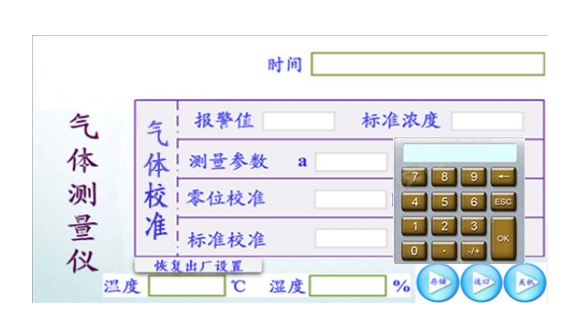 时间
气体测量仪
气体校准
报警值 标准浓度
测量参数 a
零位校准
标准校准
恢复出厂设置
7 8 9 ←
4 5 6 ESC
1 2 3
0 . -/+ OK
温度 ℃ 湿度 %
存储 返回 关机